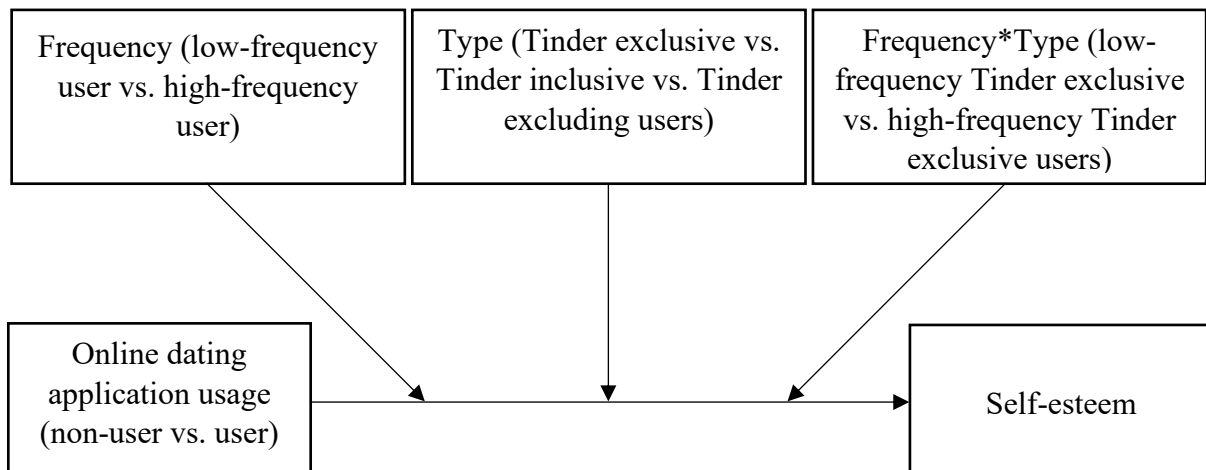 Frequency (low-frequency
user vs. high-frequency
user)
Type (Tinder exclusive vs.
Tinder inclusive vs. Tinder
excluding users)
Frequency*Type (low-
frequency Tinder exclusive
vs. high-frequency Tinder
exclusive users)
Online dating
application usage
(non-user vs. user)
Self-esteem